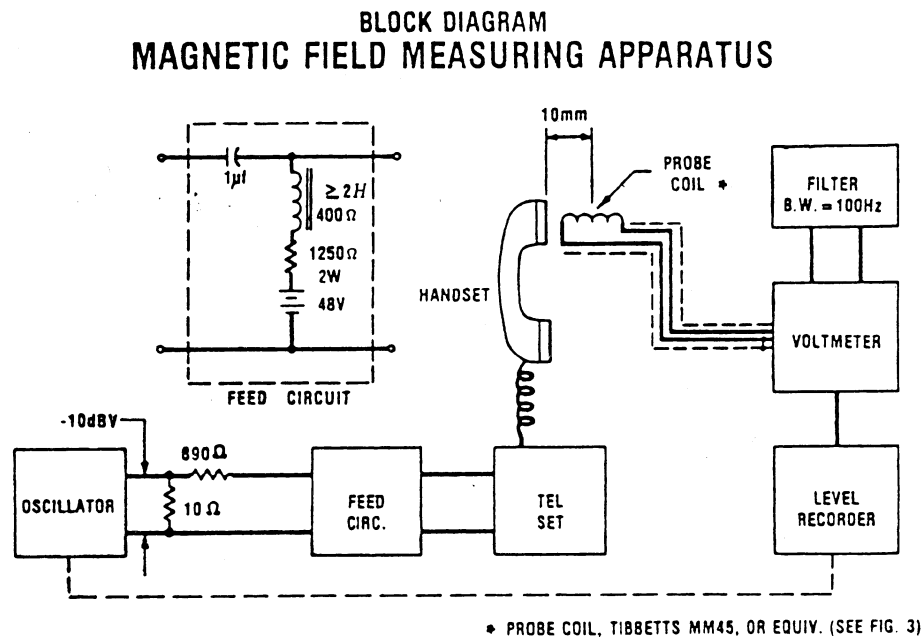 BLOCK DIAGRAM
MAGNETIC FIELD MEASURING APPARATUS
10mm
PROBE
COIL *
FILTER
B.W. = 100Hz
1µf
≥ 2H
400Ω
1250Ω
2W
48V
HANDSET
VOLTMETER
FEED CIRCUIT
-10dBV
890Ω
10Ω
OSCILLATOR
FEED
CIRC.
TEL
SET
LEVEL
RECORDER
* PROBE COIL, TIBBETTS MM45, OR EQUIV. (SEE FIG. 3)